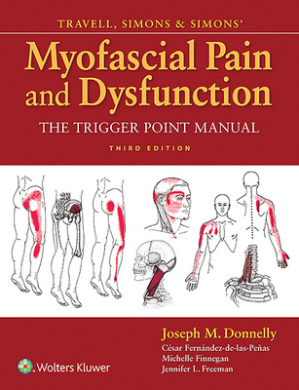 TRAVELL, SIMONS & SIMONS'
Myofascial Pain
and Dysfunction
THE TRIGGER POINT MANUAL
THIRD EDITION
Joseph M. Donnelly
César Fernández-de-las-Peñas
Michelle Finnegan
Jennifer L. Freeman
Wolters Kluwer